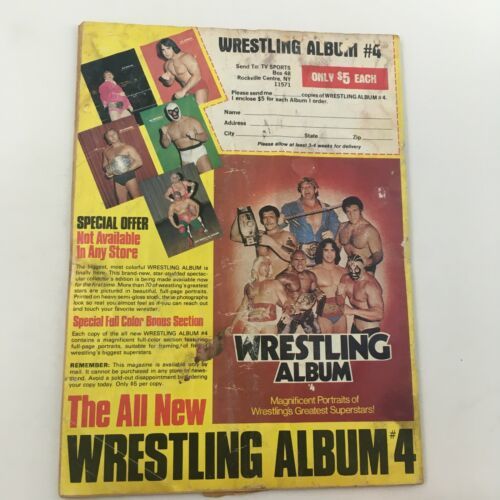 WRESTLING ALBUM #4
Send To: TV SPORTS
Box 48
Rockville Centre, NY
11571
ONLY $5 EACH
Please send me copies of WRESTLING ALBUM #4.
I enclose $5 for each Album I order.
Name
Address
City State Zip
Please allow at least 3-4 weeks for delivery
SPECIAL OFFER
Not Available
In Any Store
The biggest, most colorful WRESTLING ALBUM is
finally here. This brand-new, star-studded spectac-
ular collector's edition is being made available now
for the first time. More than 70 of wrestling's greatest
stars are pictured in beautiful, full-page portraits.
Printed on heavy semi-gloss stock, these photographs
look so real you almost feel as if you can reach out
and touch your favorite wrestler.
Special Full Color Bonus Section
Each copy of the all new WRESTLING ALBUM #4
contains a magnificent full-color section featuring
full-page portraits, suitable for framing, of
wrestling's biggest superstars.
REMEMBER: This magazine is available only by
mail. It cannot be purchased in any store or news-
stand. Avoid a sold-out disappointment by ordering
your copy today. Only $5 per copy.
WRESTLING
ALBUM
#4
Magnificent Portraits of
Wrestling's Greatest Superstars!
The All New
WRESTLING ALBUM #4